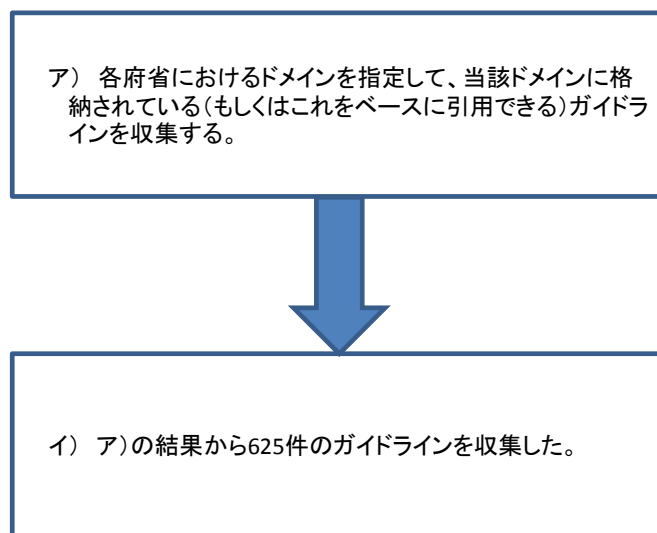 ア) 各府省におけるドメインを指定して、当該ドメインに格
納されている(もしくはこれをベースに引用できる)ガイドラ
インを収集する。
イ) ア)の結果から625件のガイドラインを収集した。